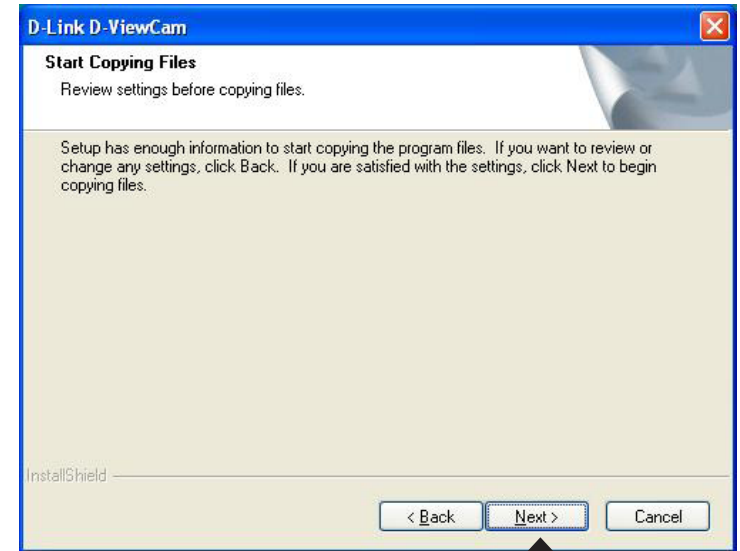 D-Link D-ViewCam
Start Copying Files
Review settings before copying files.
Setup has enough information to start copying the program files.  If you want to review or
change any settings, click Back.  If you are satisfied with the settings, click Next to begin
copying files.
InstallShield
< Back
Next >
Cancel